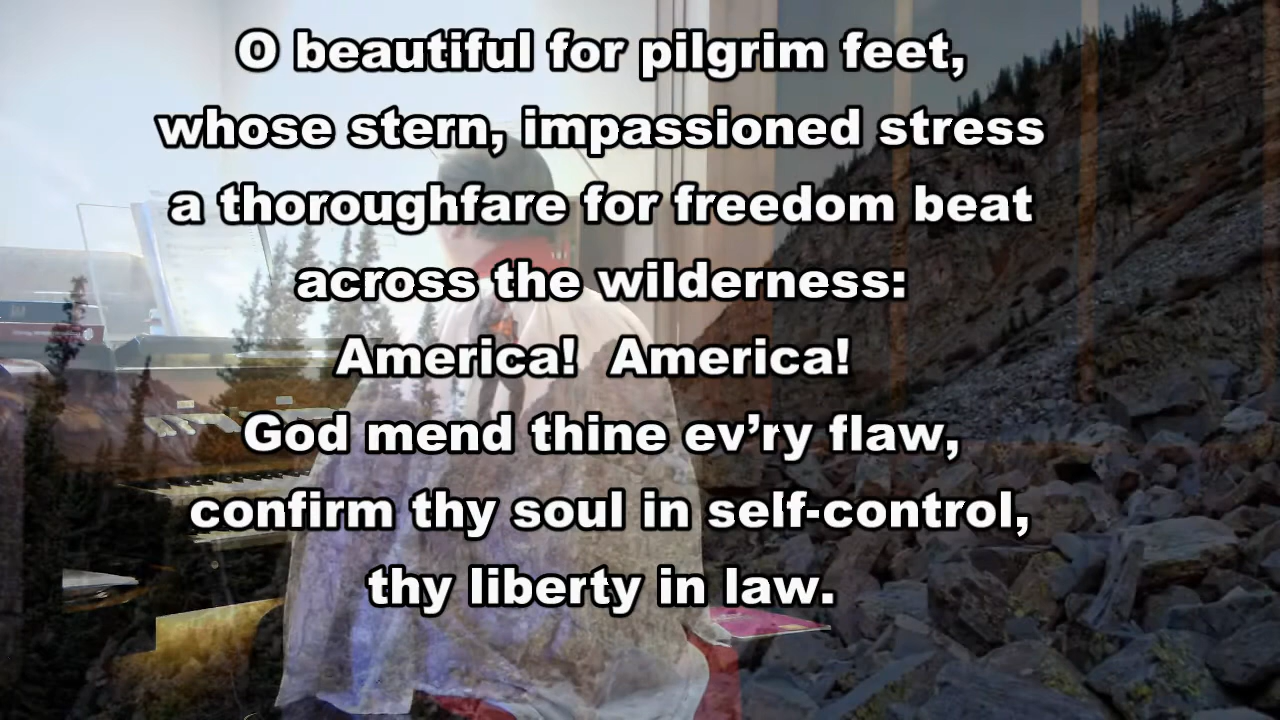 O beautiful for pilgrim feet,
whose stern, impassioned stress
a thoroughfare for freedom beat
across the wilderness:
America!  America!
God mend thine ev’ry flaw,
confirm thy soul in self-control,
thy liberty in law.